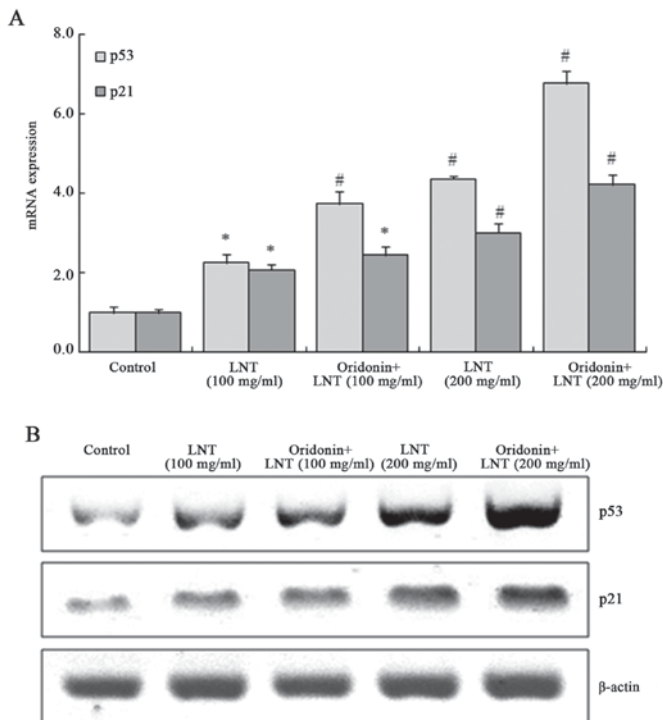 A
8.0
6.0
4.0
2.0
0.0
mRNA expression
p53
p21
* *
# *
# #
# #
Control
LNT
(100 mg/ml)
Oridonin+
LNT (100 mg/ml)
LNT
(200 mg/ml)
Oridonin+
LNT (200 mg/ml)
B
Control
LNT
(100 mg/ml)
Oridonin+
LNT (100 mg/ml)
LNT
(200 mg/ml)
Oridonin+
LNT (200 mg/ml)
p53
p21
β-actin